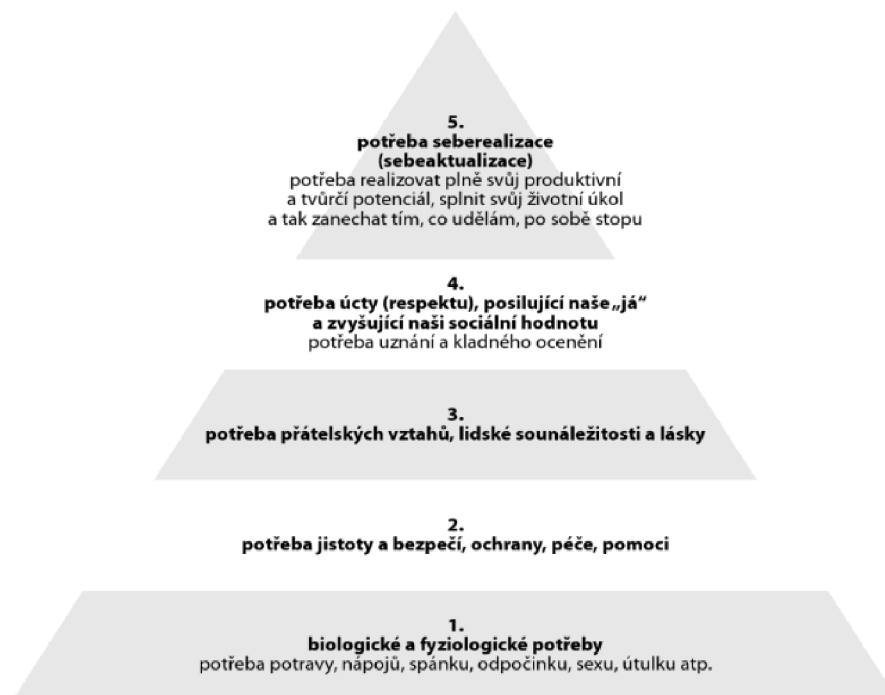 5.
potřeba seberealizace
(sebeaktualizace)
potřeba realizovat plně svůj produktivní
a tvůrčí potenciál, splnit svůj životní úkol
a tak zanechat tím, co udělám, po sobě stopu
4.
potřeba úcty (respektu), posilující naše „já“
a zvyšující naši sociální hodnotu
potřeba uznání a kladného ocenění
3.
potřeba přátelských vztahů, lidské sounáležitosti a lásky
2.
potřeba jistoty a bezpečí, ochrany, péče, pomoci
1.
biologické a fyziologické potřeby
potřeba potravy, nápojů, spánku, odpočinku, sexu, útulku atp.